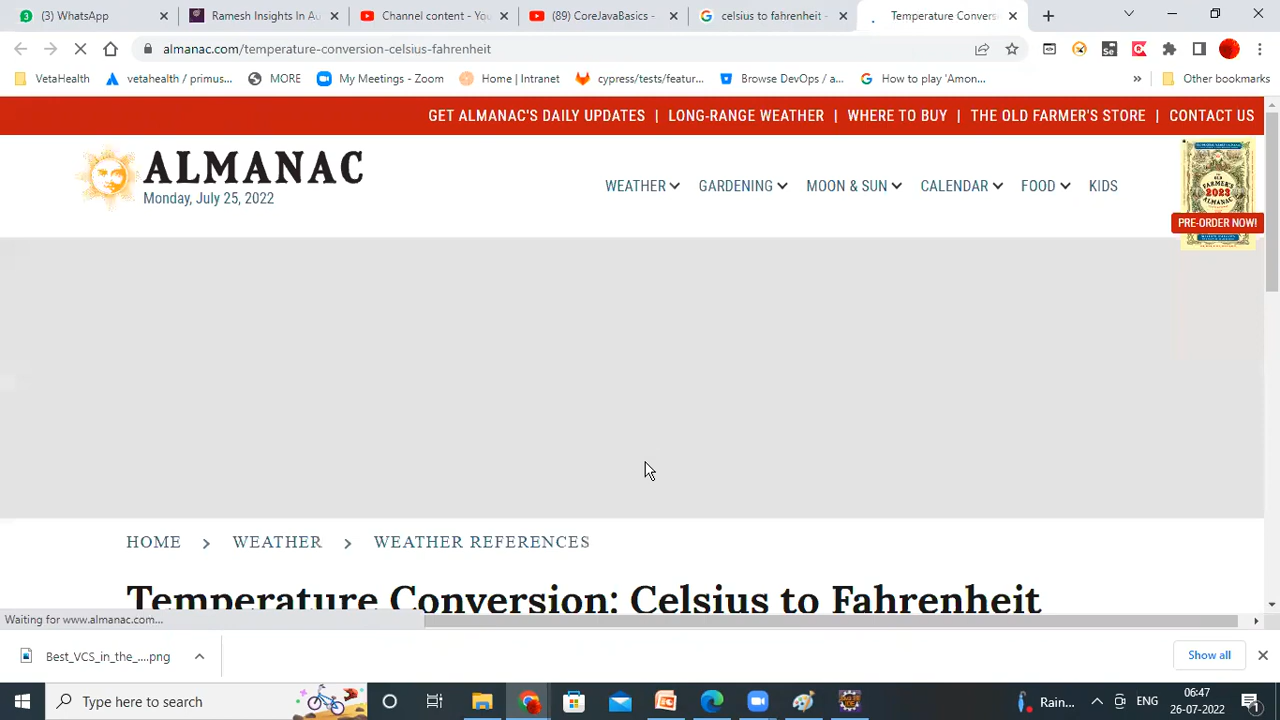 (3) WhatsApp
Ramesh Insights In Au
Channel content - You
(89) CoreJavaBasics -
celsius to fahrenheit -
Temperature Convers
almanac.com/temperature-conversion-celsius-fahrenheit
VetaHealth
vetahealth / primus...
MORE
My Meetings - Zoom
Home | Intranet
cypress/tests/featur...
Browse DevOps / a...
How to play 'Amon...
»
Other bookmarks
GET ALMANAC'S DAILY UPDATES | LONG-RANGE WEATHER | WHERE TO BUY | THE OLD FARMER'S STORE | CONTACT US
ALMANAC
Monday, July 25, 2022
WEATHER
GARDENING
MOON & SUN
CALENDAR
FOOD
KIDS
2023
PRE-ORDER NOW!
HOME > WEATHER > WEATHER REFERENCES
Temperature Conversion: Celsius to Fahrenheit
Waiting for www.almanac.com...
Best_VCS_in_the_....png
Show all
Type here to search
Rain...
ENG
06:47
26-07-2022
1